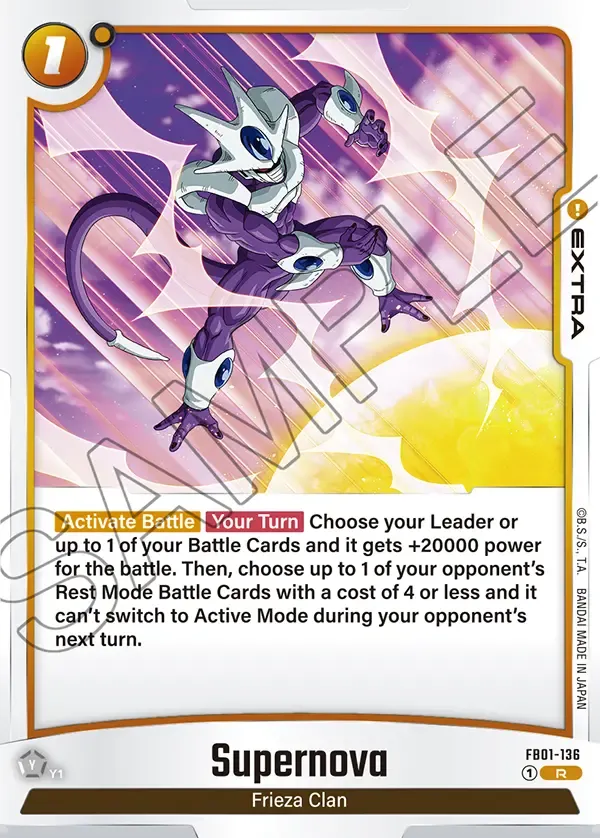 1
EXTRA
SAMPLE
Activate Battle Your Turn Choose your Leader or
up to 1 of your Battle Cards and it gets +20000 power
for the battle. Then, choose up to 1 of your opponent's
Rest Mode Battle Cards with a cost of 4 or less and it
can't switch to Active Mode during your opponent's
next turn.
©B.S./S., T.A. BANDAI MADE IN JAPAN
Supernova
FB01-136
Y Y1
1 R
Frieza Clan